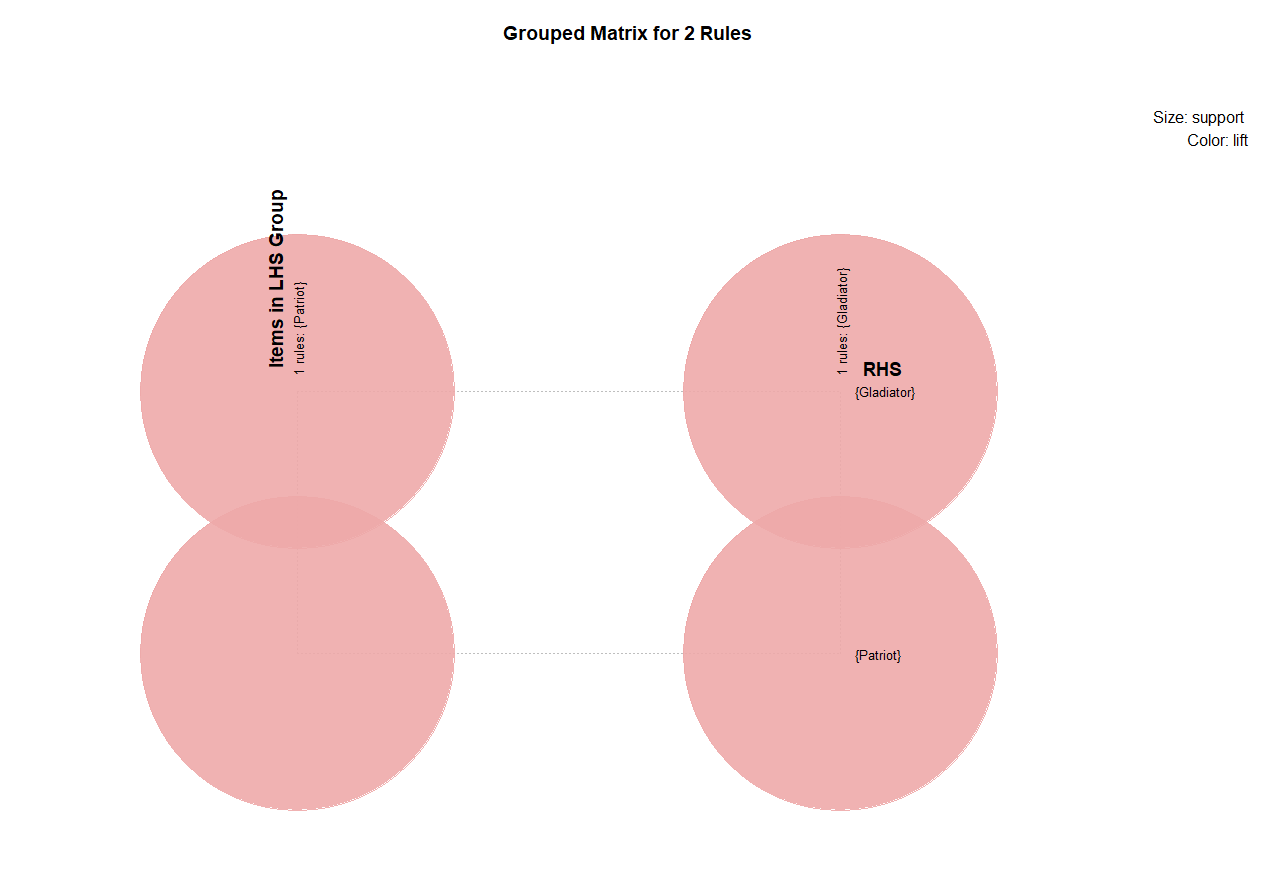 Grouped Matrix for 2 Rules
Size: support
Color: lift
Items in LHS Group
1 rules: {Patriot}
1 rules: {Gladiator}
RHS
{Gladiator}
{Patriot}